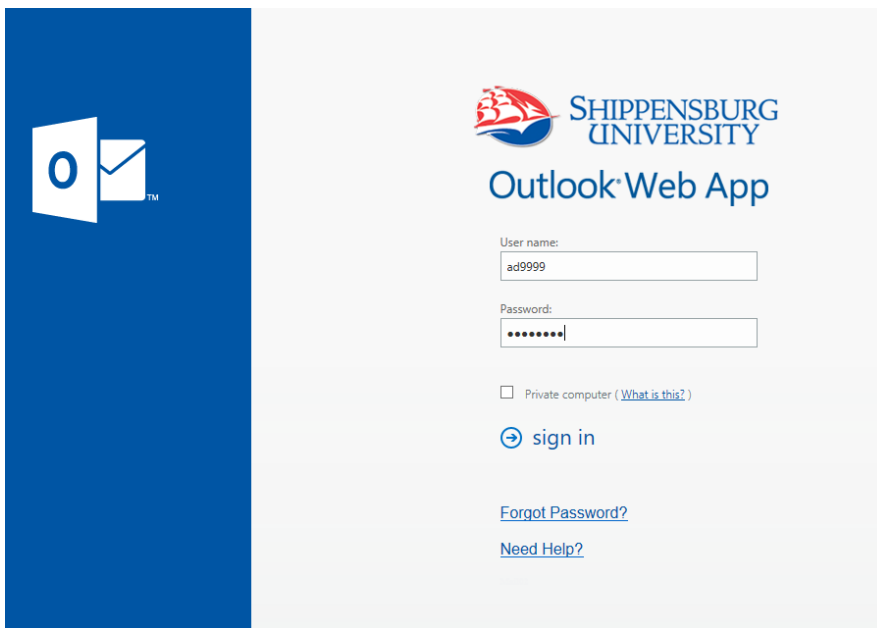 SHIPPENSBURG
UNIVERSITY
Outlook Web App
User name:
ad9999
Password:
Private computer ( What is this? )
sign in
Forgot Password?
Need Help?
O
TM